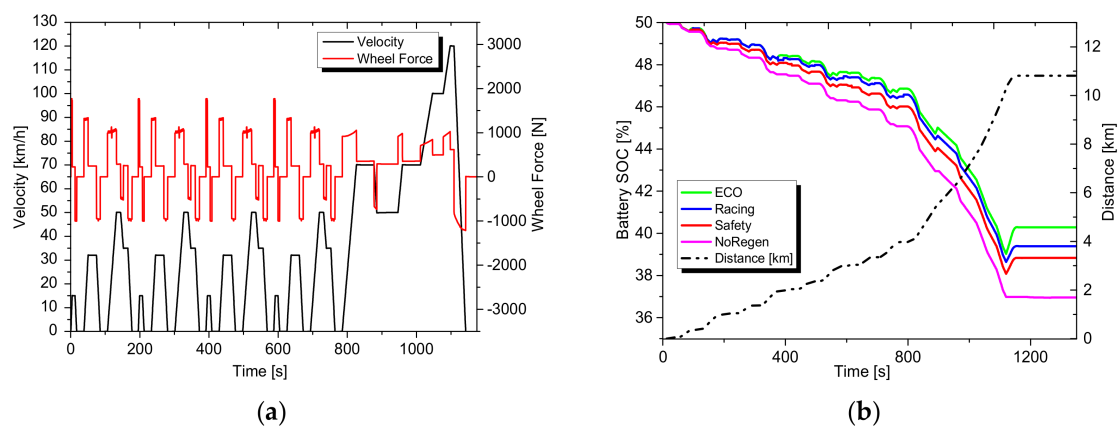 130
120
110
100
90
80
70
60
50
40
30
20
10
0
Velocity [km/h]
Velocity
Wheel Force
3000
2000
1000
0
-1000
-2000
-3000
Wheel Force [N]
0 200 400 600 800 1000
Time [s]
(a)
50
48
46
44
42
40
38
36
Battery SOC [%]
ECO
Racing
Safety
NoRegen
Distance [km]
12
10
8
6
4
2
0
Distance [km]
0 400 800 1200
Time [s]
(b)